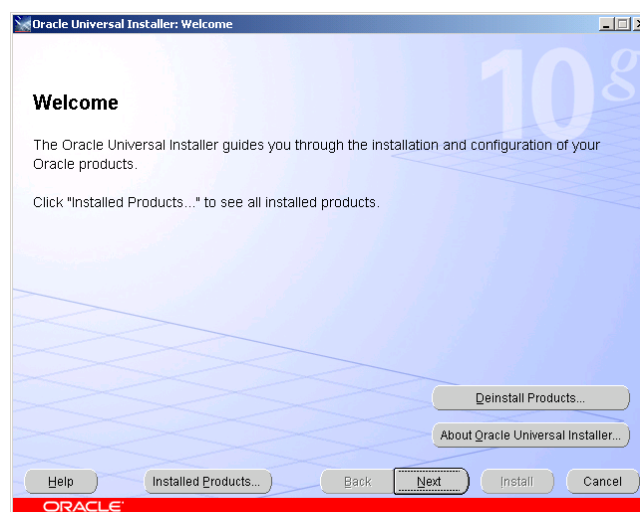 Oracle Universal Installer: Welcome
10g
Welcome
The Oracle Universal Installer guides you through the installation and configuration of your
Oracle products.
Click "Installed Products..." to see all installed products.
Deinstall Products...
About Oracle Universal Installer...
Help
Installed Products...
Back
Next
Install
Cancel
ORACLE